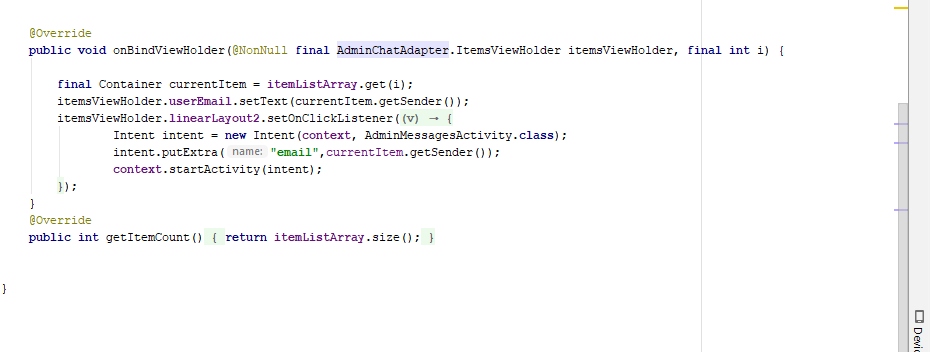 @Override
public void onBindViewHolder(@NonNull final AdminChatAdapter.ItemsViewHolder itemsViewHolder, final int i) {
final Container currentItem = itemListArray.get(i);
itemsViewHolder.userEmail.setText(currentItem.getSender());
itemsViewHolder.linearLayout2.setOnClickListener((v) → {
Intent intent = new Intent(context, AdminMessagesActivity.class);
intent.putExtra( name: "email",currentItem.getSender());
context.startActivity(intent);
});
}
@Override
public int getItemCount() { return itemListArray.size(); }
}